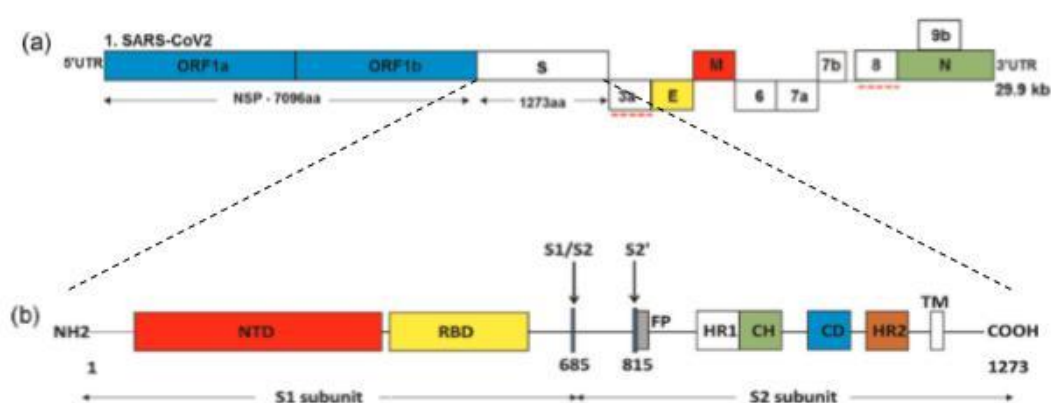 (a)
1. SARS-CoV2
5'UTR ORF1a ORF1b S 3a E M 6 7a 7b 8 9b N 3'UTR
29.9 kb
NSP - 7096aa 1273aa
S1/S2 S2'
(b) NH2 NTD RBD FP HR1 CH CD HR2 TM COOH
1 685 815 1273
S1 subunit S2 subunit